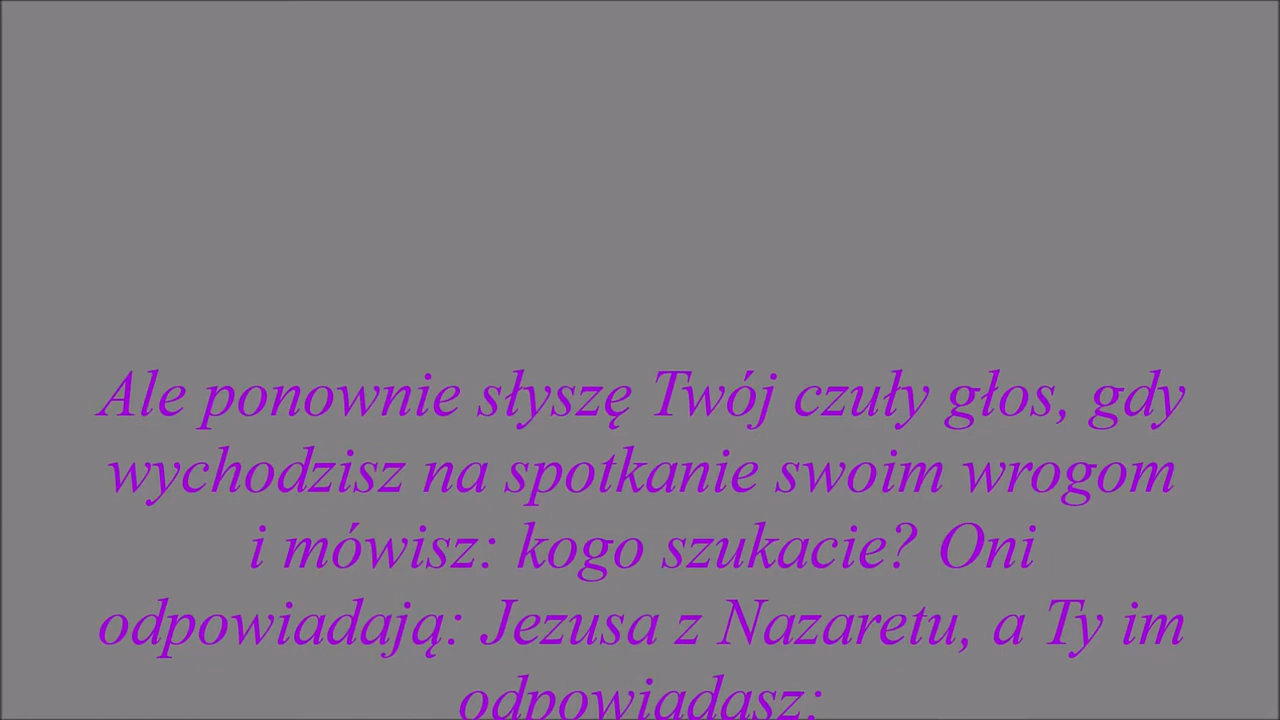 Ale ponownie słyszę Twój czuły głos, gdy
wychodzisz na spotkanie swoim wrogom
i mówisz: kogo szukacie? Oni
odpowiadają: Jezusa z Nazaretu, a Ty im
odpowiadasz: